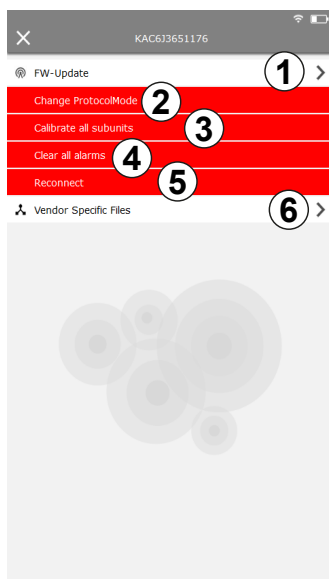 KAC6J3651176
FW-Update 1
Change ProtocolMode 2
Calibrate all subunits 3
Clear all alarms 4
Reconnect 5
Vendor Specific Files 6